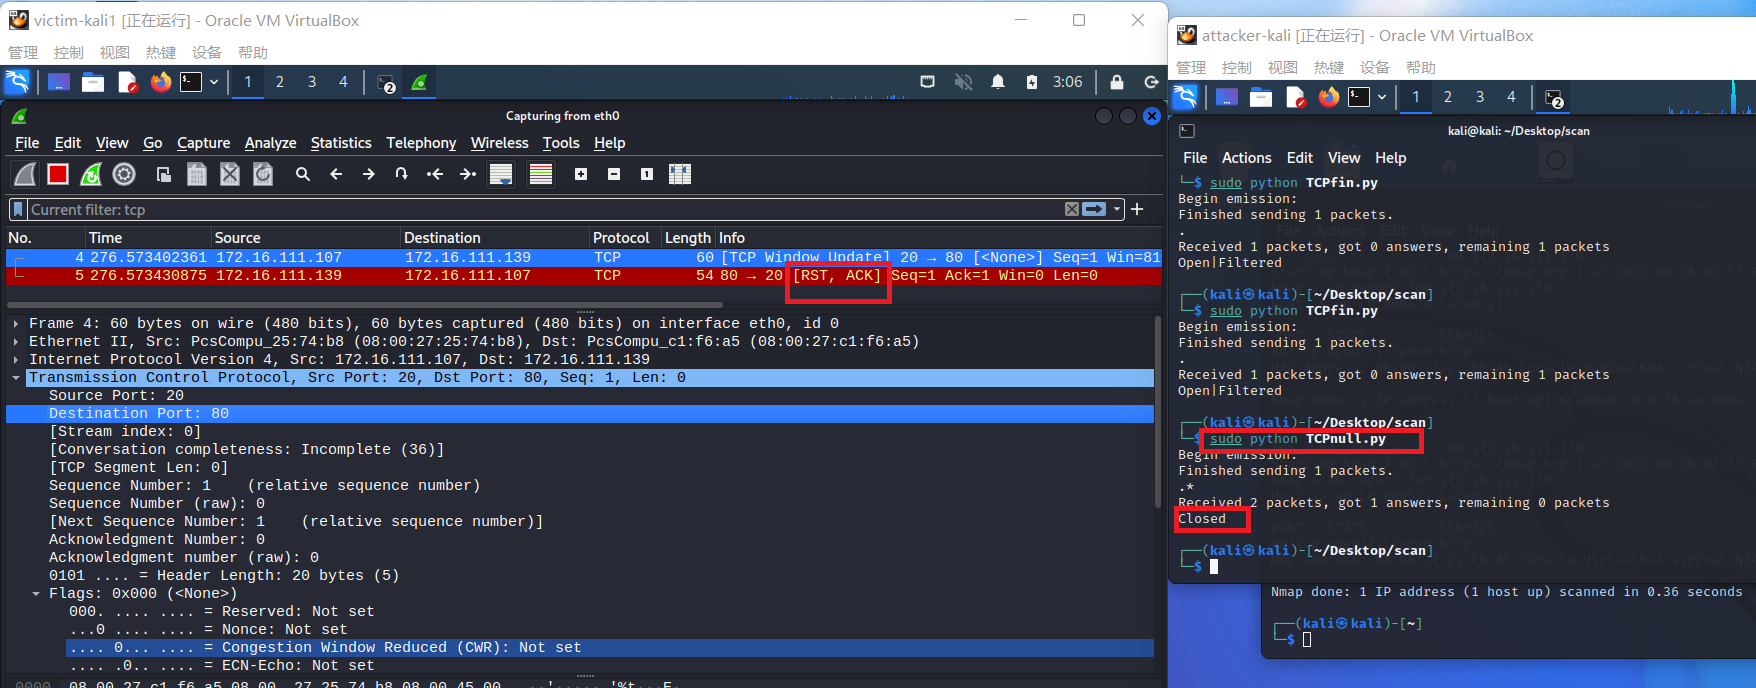 victim-kali1 [正在运行] - Oracle VM VirtualBox
管理 控制 视图 热键 设备 帮助
1 2 3 4 2 3:06
Capturing from eth0
File Edit View Go Capture Analyze Statistics Telephony Wireless Tools Help
Current filter: tcp
No. Time Source Destination Protocol Length Info
4 276.573402361 172.16.111.107 172.16.111.139 TCP 60 [TCP Window Update] 20 → 80 [<None>] Seq=1 Win=81
5 276.573430875 172.16.111.139 172.16.111.107 TCP 54 80 → 20 [RST, ACK] Seq=1 Ack=1 Win=0 Len=0
Frame 4: 60 bytes on wire (480 bits), 60 bytes captured (480 bits) on interface eth0, id 0
Ethernet II, Src: PcsCompu_25:74:b8 (08:00:27:25:74:b8), Dst: PcsCompu_c1:f6:a5 (08:00:27:c1:f6:a5)
Internet Protocol Version 4, Src: 172.16.111.107, Dst: 172.16.111.139
Transmission Control Protocol, Src Port: 20, Dst Port: 80, Seq: 1, Len: 0
Source Port: 20
Destination Port: 80
[Stream index: 0]
[Conversation completeness: Incomplete (36)]
[TCP Segment Len: 0]
Sequence Number: 1 (relative sequence number)
Sequence Number (raw): 0
[Next Sequence Number: 1 (relative sequence number)]
Acknowledgment Number: 0
Acknowledgment number (raw): 0
0101 .... = Header Length: 20 bytes (5)
Flags: 0x000 (<None>)
000. .... .... = Reserved: Not set
...0 .... .... = Nonce: Not set
.... 0... .... = Congestion Window Reduced (CWR): Not set
.... .0.. .... = ECN-Echo: Not set
0000 08 00 27 c1 f6 a5 08 00 27 25 74 b8 08 00 45 00
attacker-kali [正在运行] - Oracle VM VirtualBox
管理 控制 视图 热键 设备 帮助
1 2 3 4 2
kali@kali: ~/Desktop/scan
File Actions Edit View Help
└─$ sudo python TCPfin.py
Begin emission:
Finished sending 1 packets.
.
Received 1 packets, got 0 answers, remaining 1 packets
Open|Filtered
┌──(kali㉿kali)-[~/Desktop/scan]
└─$ sudo python TCPfin.py
Begin emission:
Finished sending 1 packets.
.
Received 1 packets, got 0 answers, remaining 1 packets
Open|Filtered
┌──(kali㉿kali)-[~/Desktop/scan]
└─$ sudo python TCPnull.py
Begin emission:
Finished sending 1 packets.
.*
Received 2 packets, got 1 answers, remaining 0 packets
Closed
┌──(kali㉿kali)-[~/Desktop/scan]
└─$
Nmap done: 1 IP address (1 host up) scanned in 0.36 seconds
┌──(kali㉿kali)-[~]
└─$